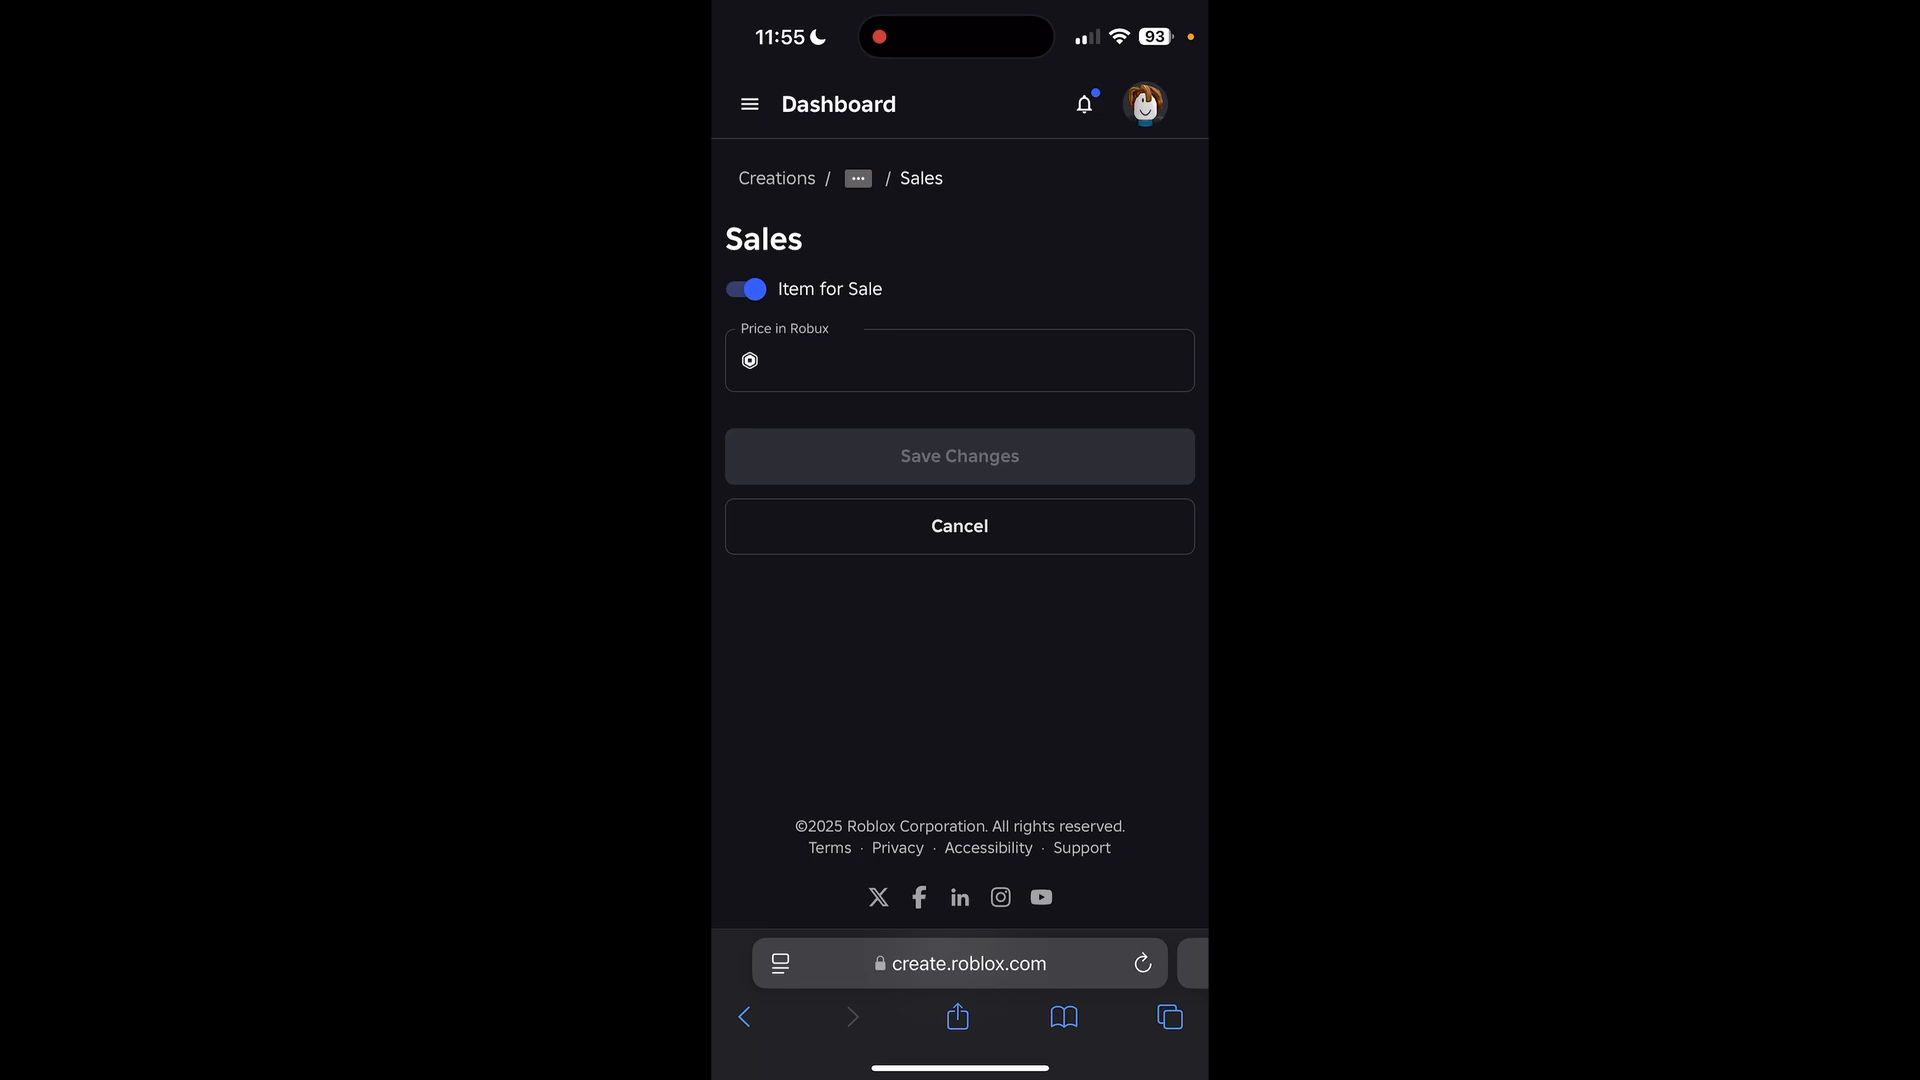 11:55
93
Dashboard
Creations / ... / Sales
Sales
Item for Sale
Price in Robux
Save Changes
Cancel
©2025 Roblox Corporation. All rights reserved.
Terms · Privacy · Accessibility · Support
create.roblox.com